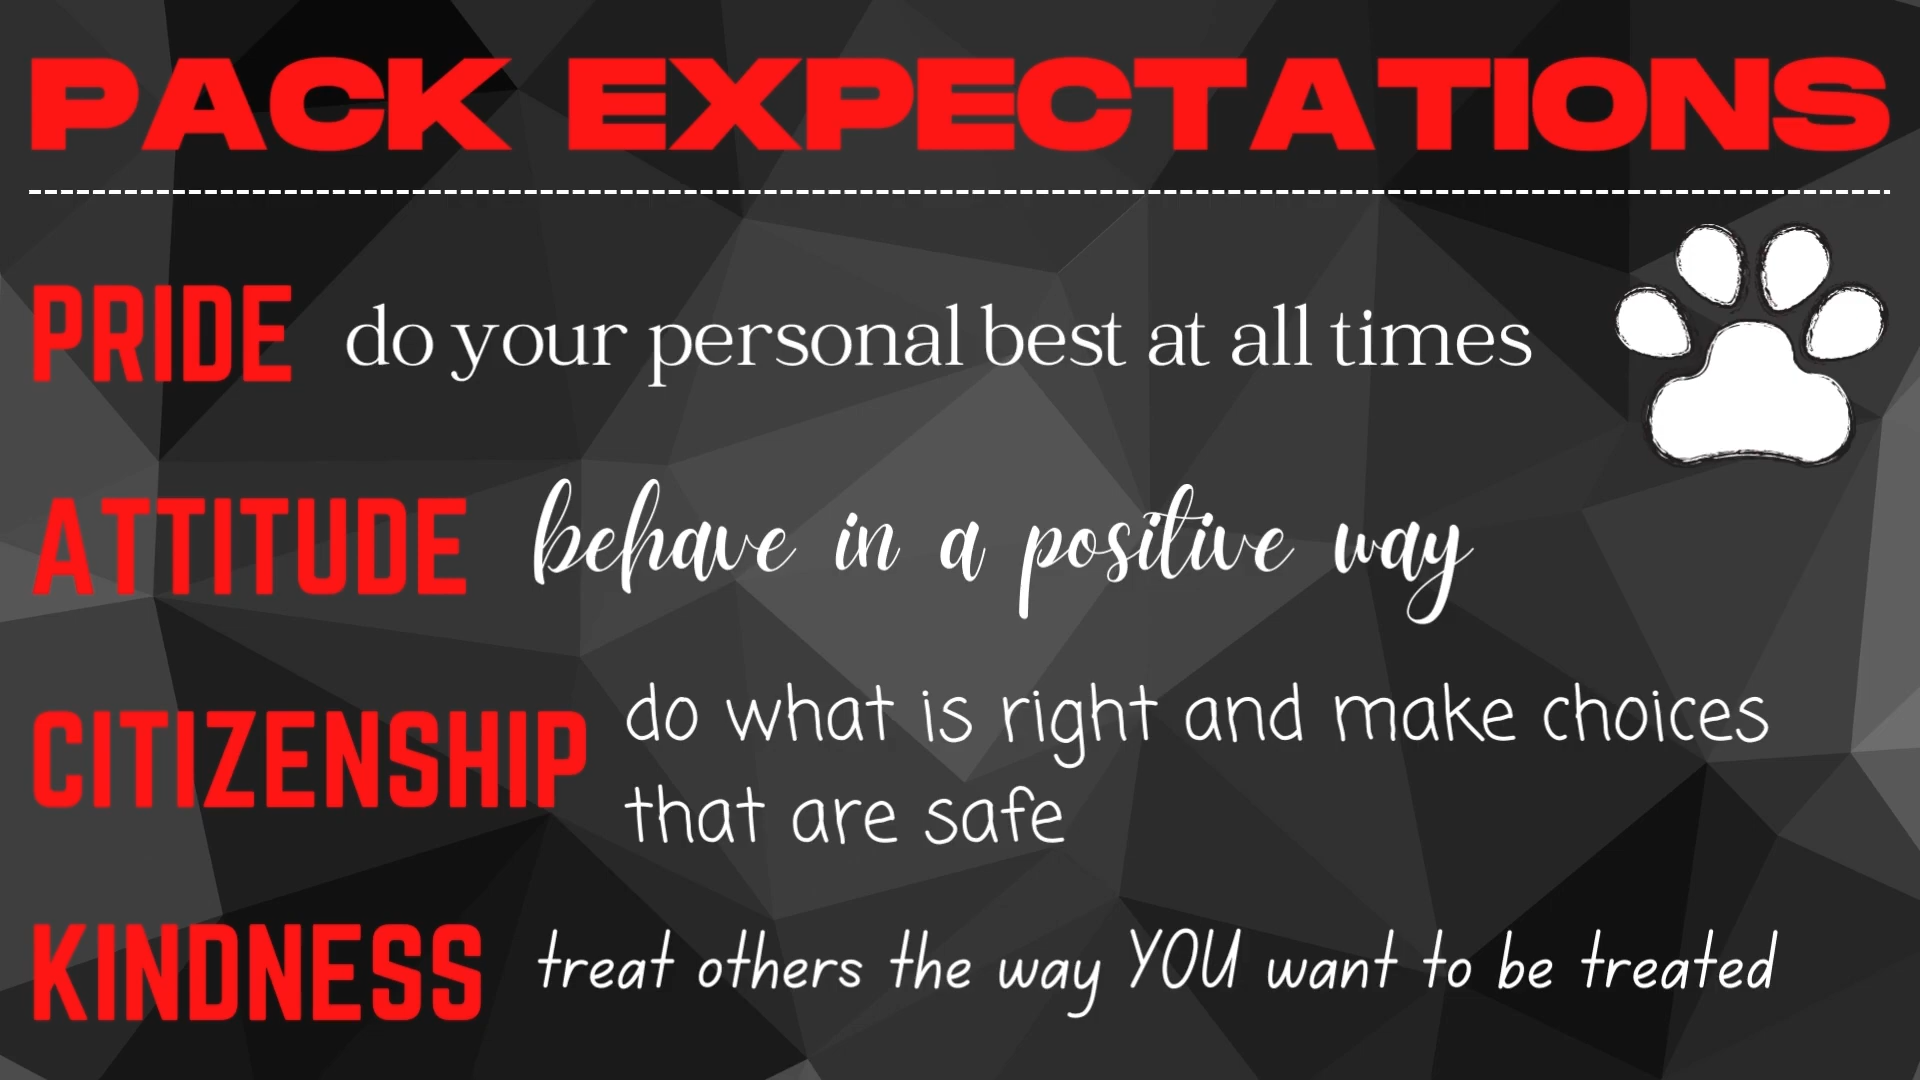 PACK EXPECTATIONS
PRIDE do your personal best at all times
ATTITUDE behave in a positive way
CITIZENSHIP do what is right and make choices
that are safe
KINDNESS treat others the way YOU want to be treated